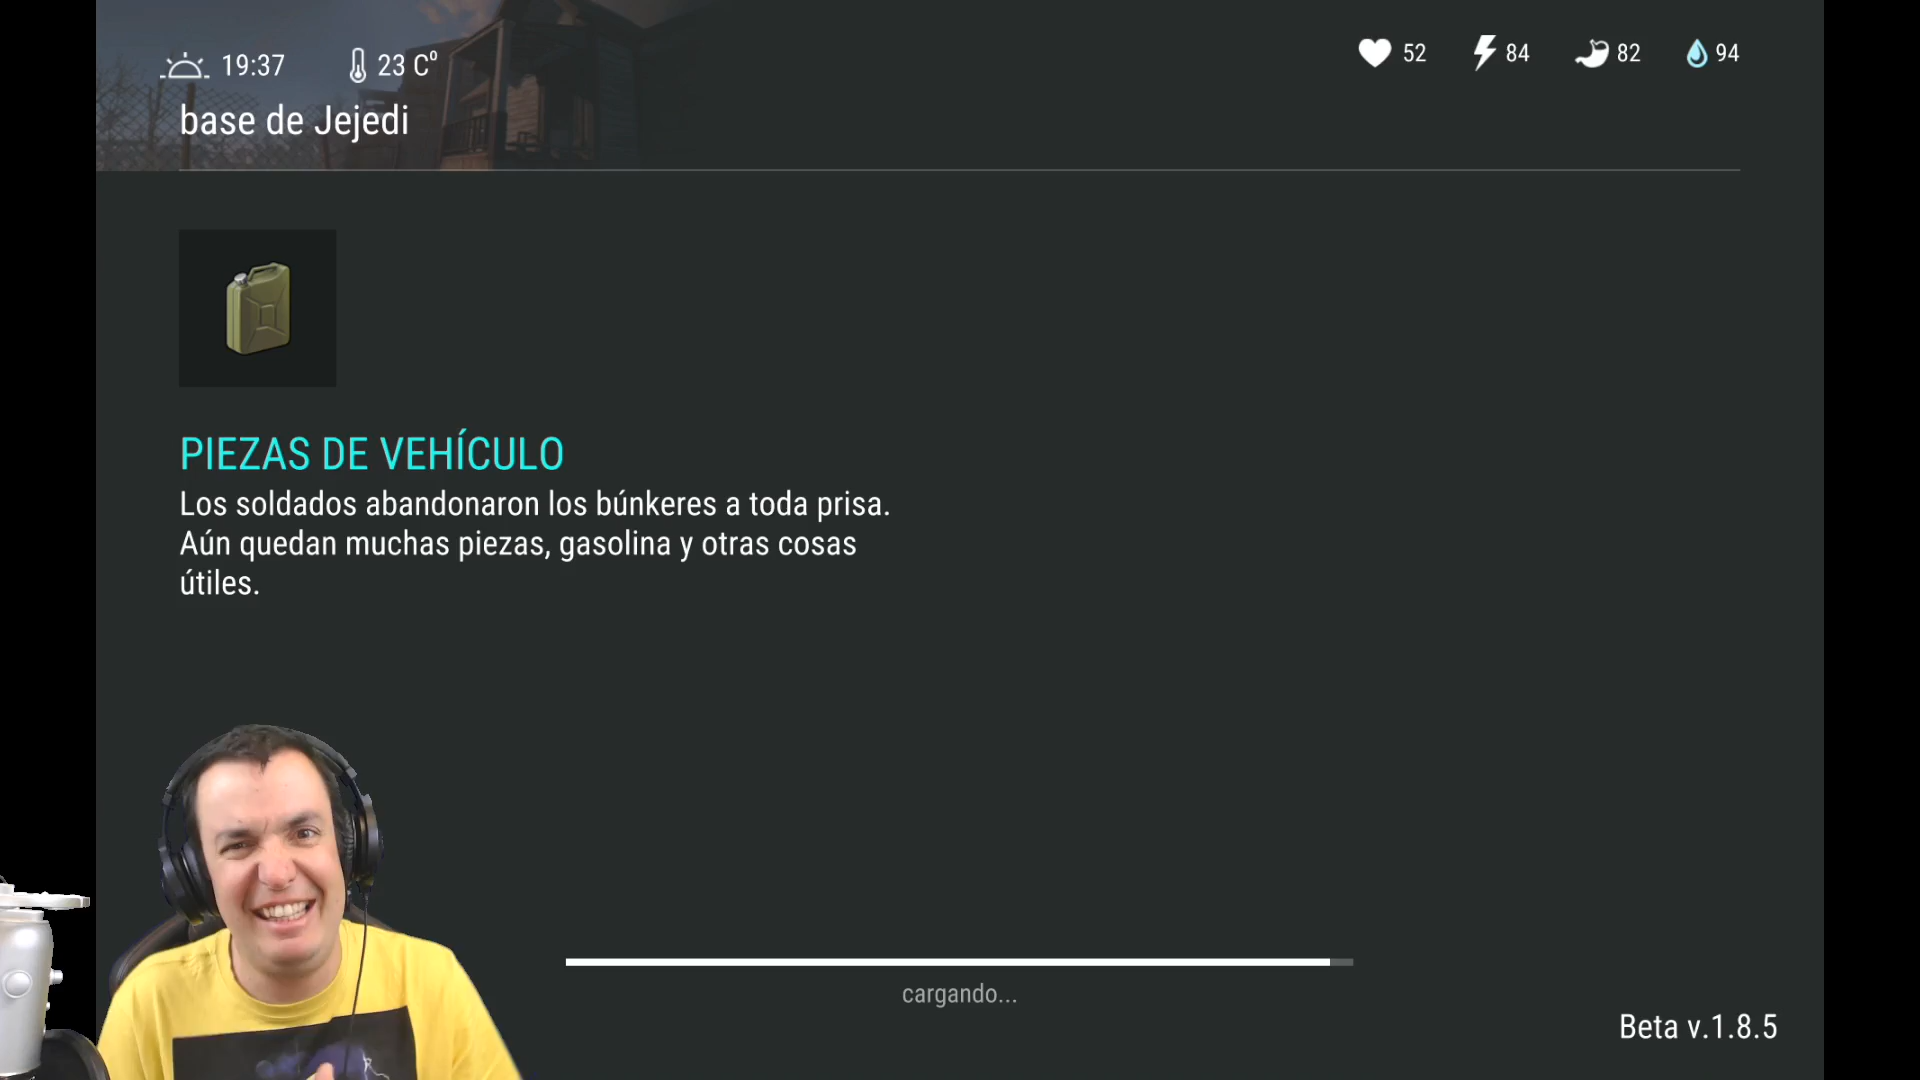 19:37
23 Cº
52
84
82
94
base de Jejedi
PIEZAS DE VEHÍCULO
Los soldados abandonaron los búnkeres a toda prisa.
Aún quedan muchas piezas, gasolina y otras cosas
útiles.
cargando...
Beta v.1.8.5